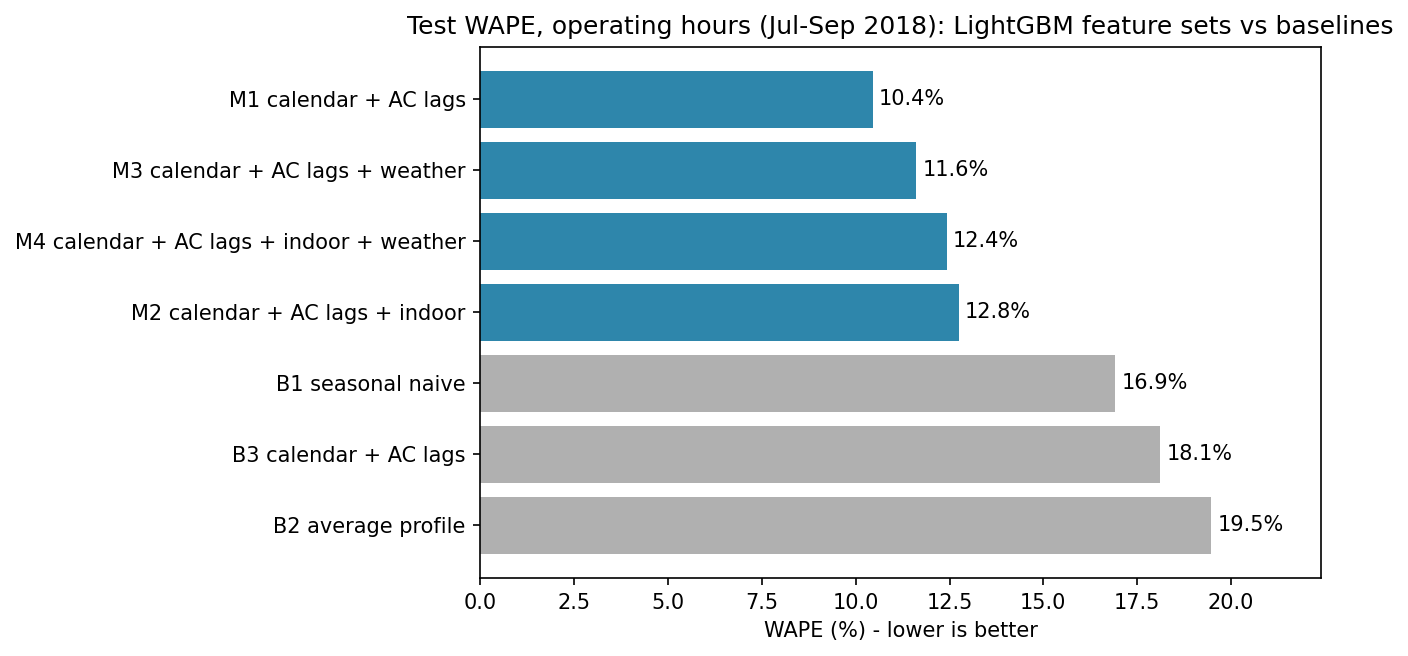 Test WAPE, operating hours (Jul-Sep 2018): LightGBM feature sets vs baselines
M1 calendar + AC lags
10.4%
M3 calendar + AC lags + weather
11.6%
M4 calendar + AC lags + indoor + weather
12.4%
M2 calendar + AC lags + indoor
12.8%
B1 seasonal naive
16.9%
B3 calendar + AC lags
18.1%
B2 average profile
19.5%
0.0 2.5 5.0 7.5 10.0 12.5 15.0 17.5 20.0
WAPE (%) - lower is better